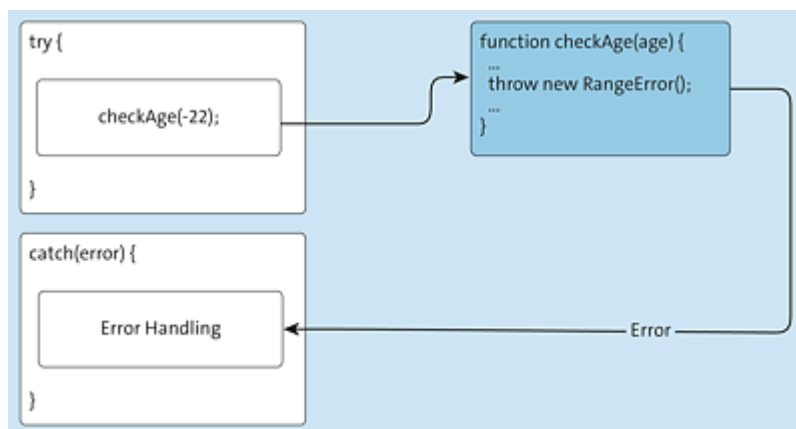 try {
checkAge(-22);
}
function checkAge(age) {
...
throw new RangeError();
...
}
catch(error) {
Error Handling
}
Error